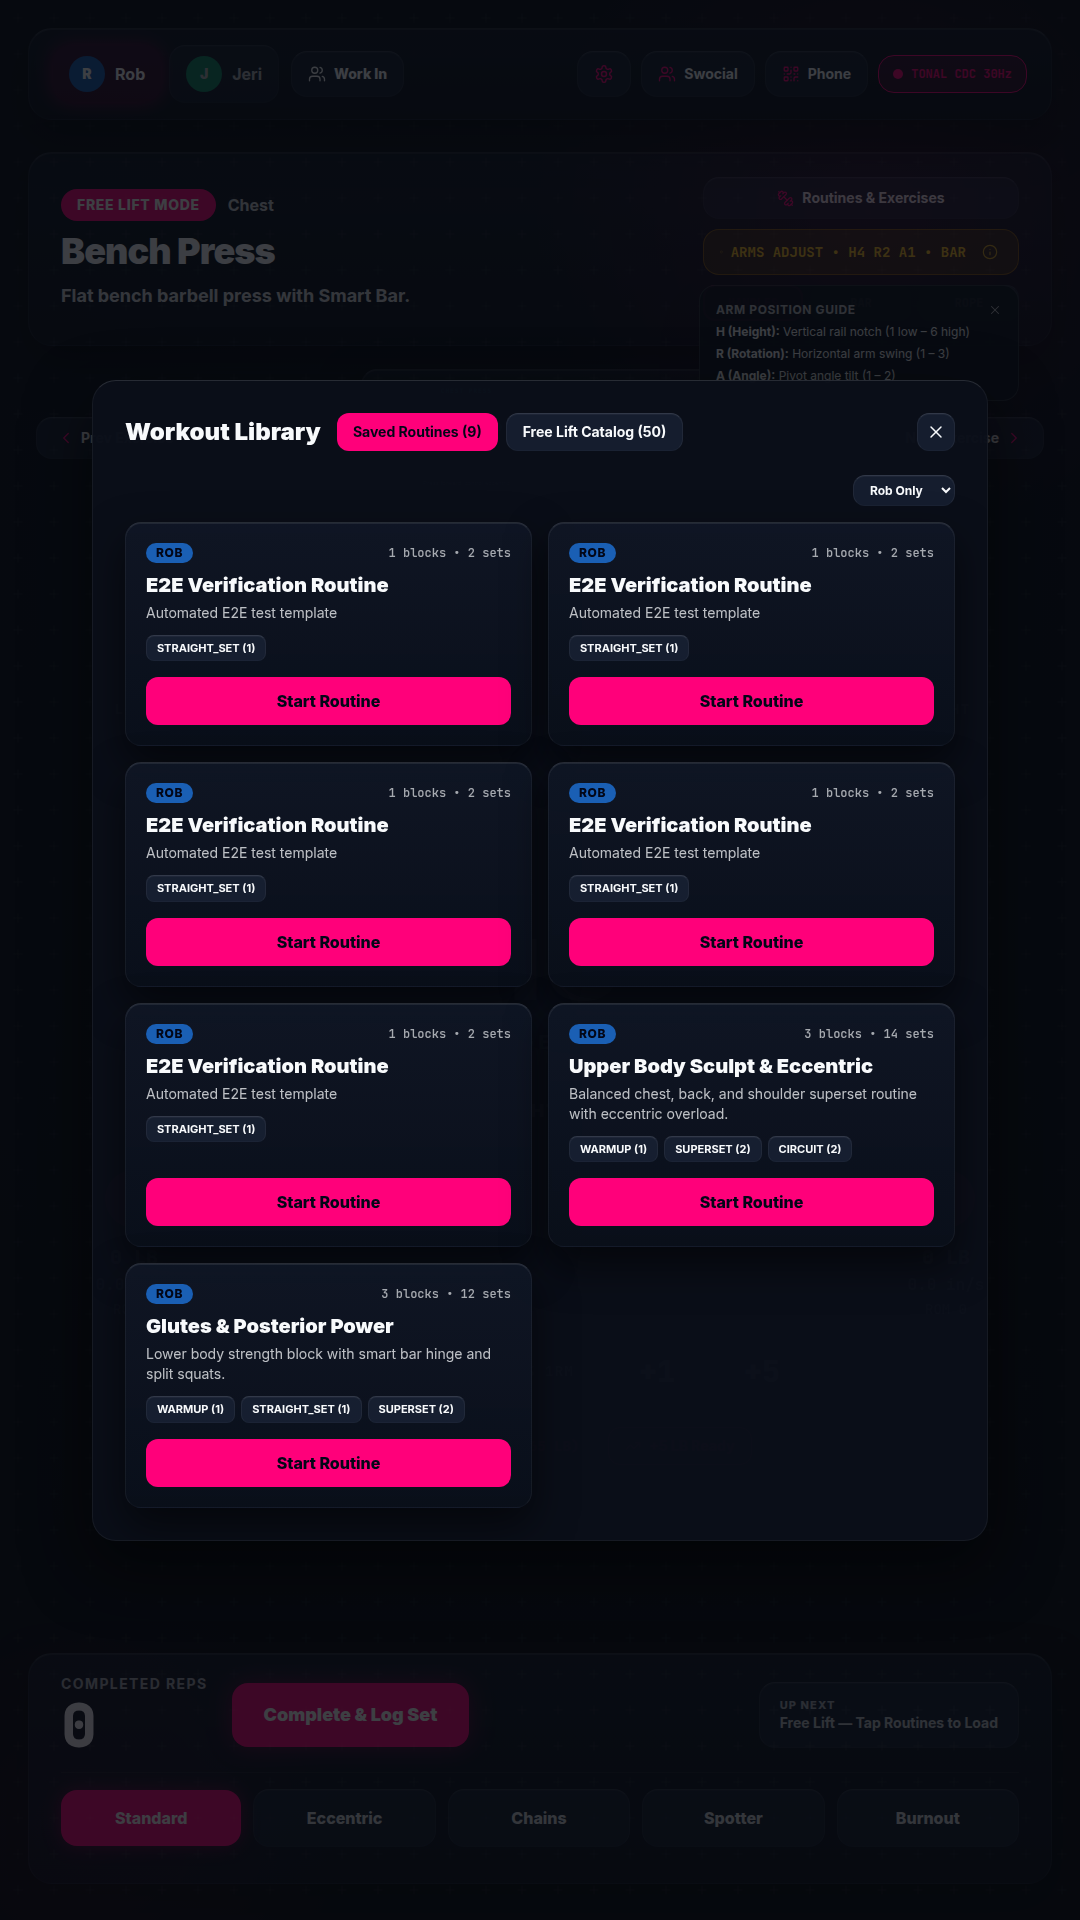 R Rob J Jeri Work In Swocial Phone TONAL CDC 30Hz
FREE LIFT MODE Chest
Routines & Exercises
Bench Press
ARMS ADJUST • H4 R2 A1 • BAR
Flat bench barbell press with Smart Bar.
ARM POSITION GUIDE
H (Height): Vertical rail notch (1 low – 6 high)
R (Rotation): Horizontal arm swing (1 – 3)
A (Angle): Pivot angle tilt (1 – 2)
Workout Library
Saved Routines (9)
Free Lift Catalog (50)
Rob Only
ROB 1 blocks • 2 sets
E2E Verification Routine
Automated E2E test template
STRAIGHT_SET (1)
Start Routine
ROB 1 blocks • 2 sets
E2E Verification Routine
Automated E2E test template
STRAIGHT_SET (1)
Start Routine
ROB 1 blocks • 2 sets
E2E Verification Routine
Automated E2E test template
STRAIGHT_SET (1)
Start Routine
ROB 1 blocks • 2 sets
E2E Verification Routine
Automated E2E test template
STRAIGHT_SET (1)
Start Routine
ROB 1 blocks • 2 sets
E2E Verification Routine
Automated E2E test template
STRAIGHT_SET (1)
Start Routine
ROB 3 blocks • 14 sets
Upper Body Sculpt & Eccentric
Balanced chest, back, and shoulder superset routine
with eccentric overload.
WARMUP (1) SUPERSET (2) CIRCUIT (2)
Start Routine
ROB 3 blocks • 12 sets
Glutes & Posterior Power
Lower body strength block with smart bar hinge and
split squats.
WARMUP (1) STRAIGHT_SET (1) SUPERSET (2)
Start Routine
COMPLETED REPS
0
Complete & Log Set
UP NEXT
Free Lift — Tap Routines to Load
Standard Eccentric Chains Spotter Burnout